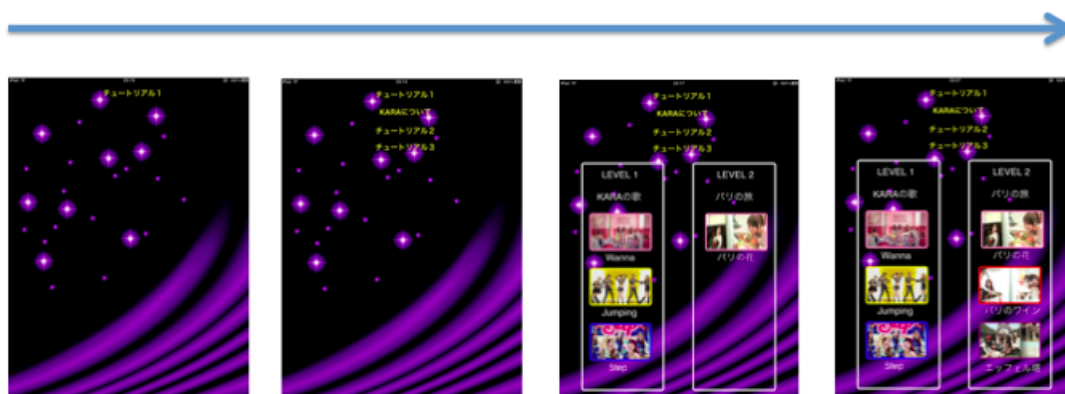 チュートリアル1
チュートリアル1
KARAについて
チュートリアル2
チュートリアル3
チュートリアル1
KARAについて
チュートリアル2
チュートリアル3
LEVEL 1
KARAの歌
Wanna
Jumping
Step
LEVEL 2
パリの旅
パリの花
チュートリアル1
KARAについて
チュートリアル2
チュートリアル3
LEVEL 1
KARAの歌
Wanna
Jumping
Step
LEVEL 2
パリの旅
パリの花
パリのワイン
エッフェル塔